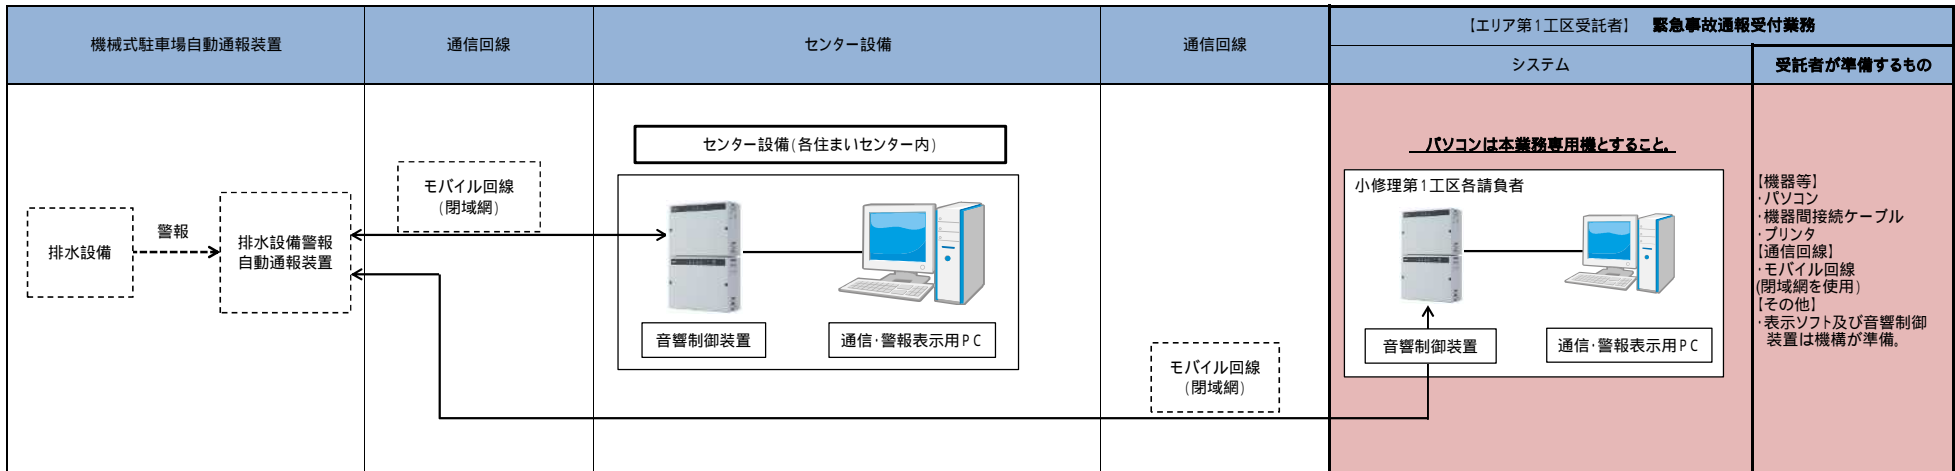 機械式駐車場自動通報装置
通信回線
センター設備
通信回線
【エリア第1工区受託者】 緊急事故通報受付業務
システム
受託者が準備するもの
排水設備
警報
排水設備警報
自動通報装置
モバイル回線
(閉域網)
センター設備(各住まいセンター内)
音響制御装置
通信・警報表示用PC
モバイル回線
(閉域網)
パソコンは本業務専用機とすること。
小修理第1工区各請負者
音響制御装置
通信・警報表示用PC
【機器等】
・パソコン
・機器間接続ケーブル
・プリンタ
【通信回線】
・モバイル回線
(閉域網を使用)
【その他】
・表示ソフト及び音響制御
装置は機構が準備。